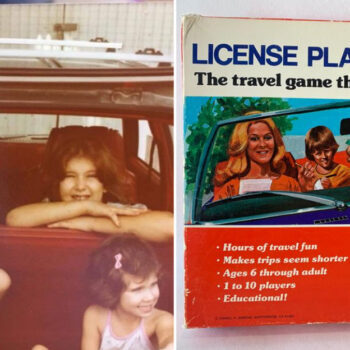 LICENSE PLA
The travel game th
· Hours of travel fun
· Makes trips seem shorter
· Ages 6 through adult
· 1 to 10 players
· Educational!